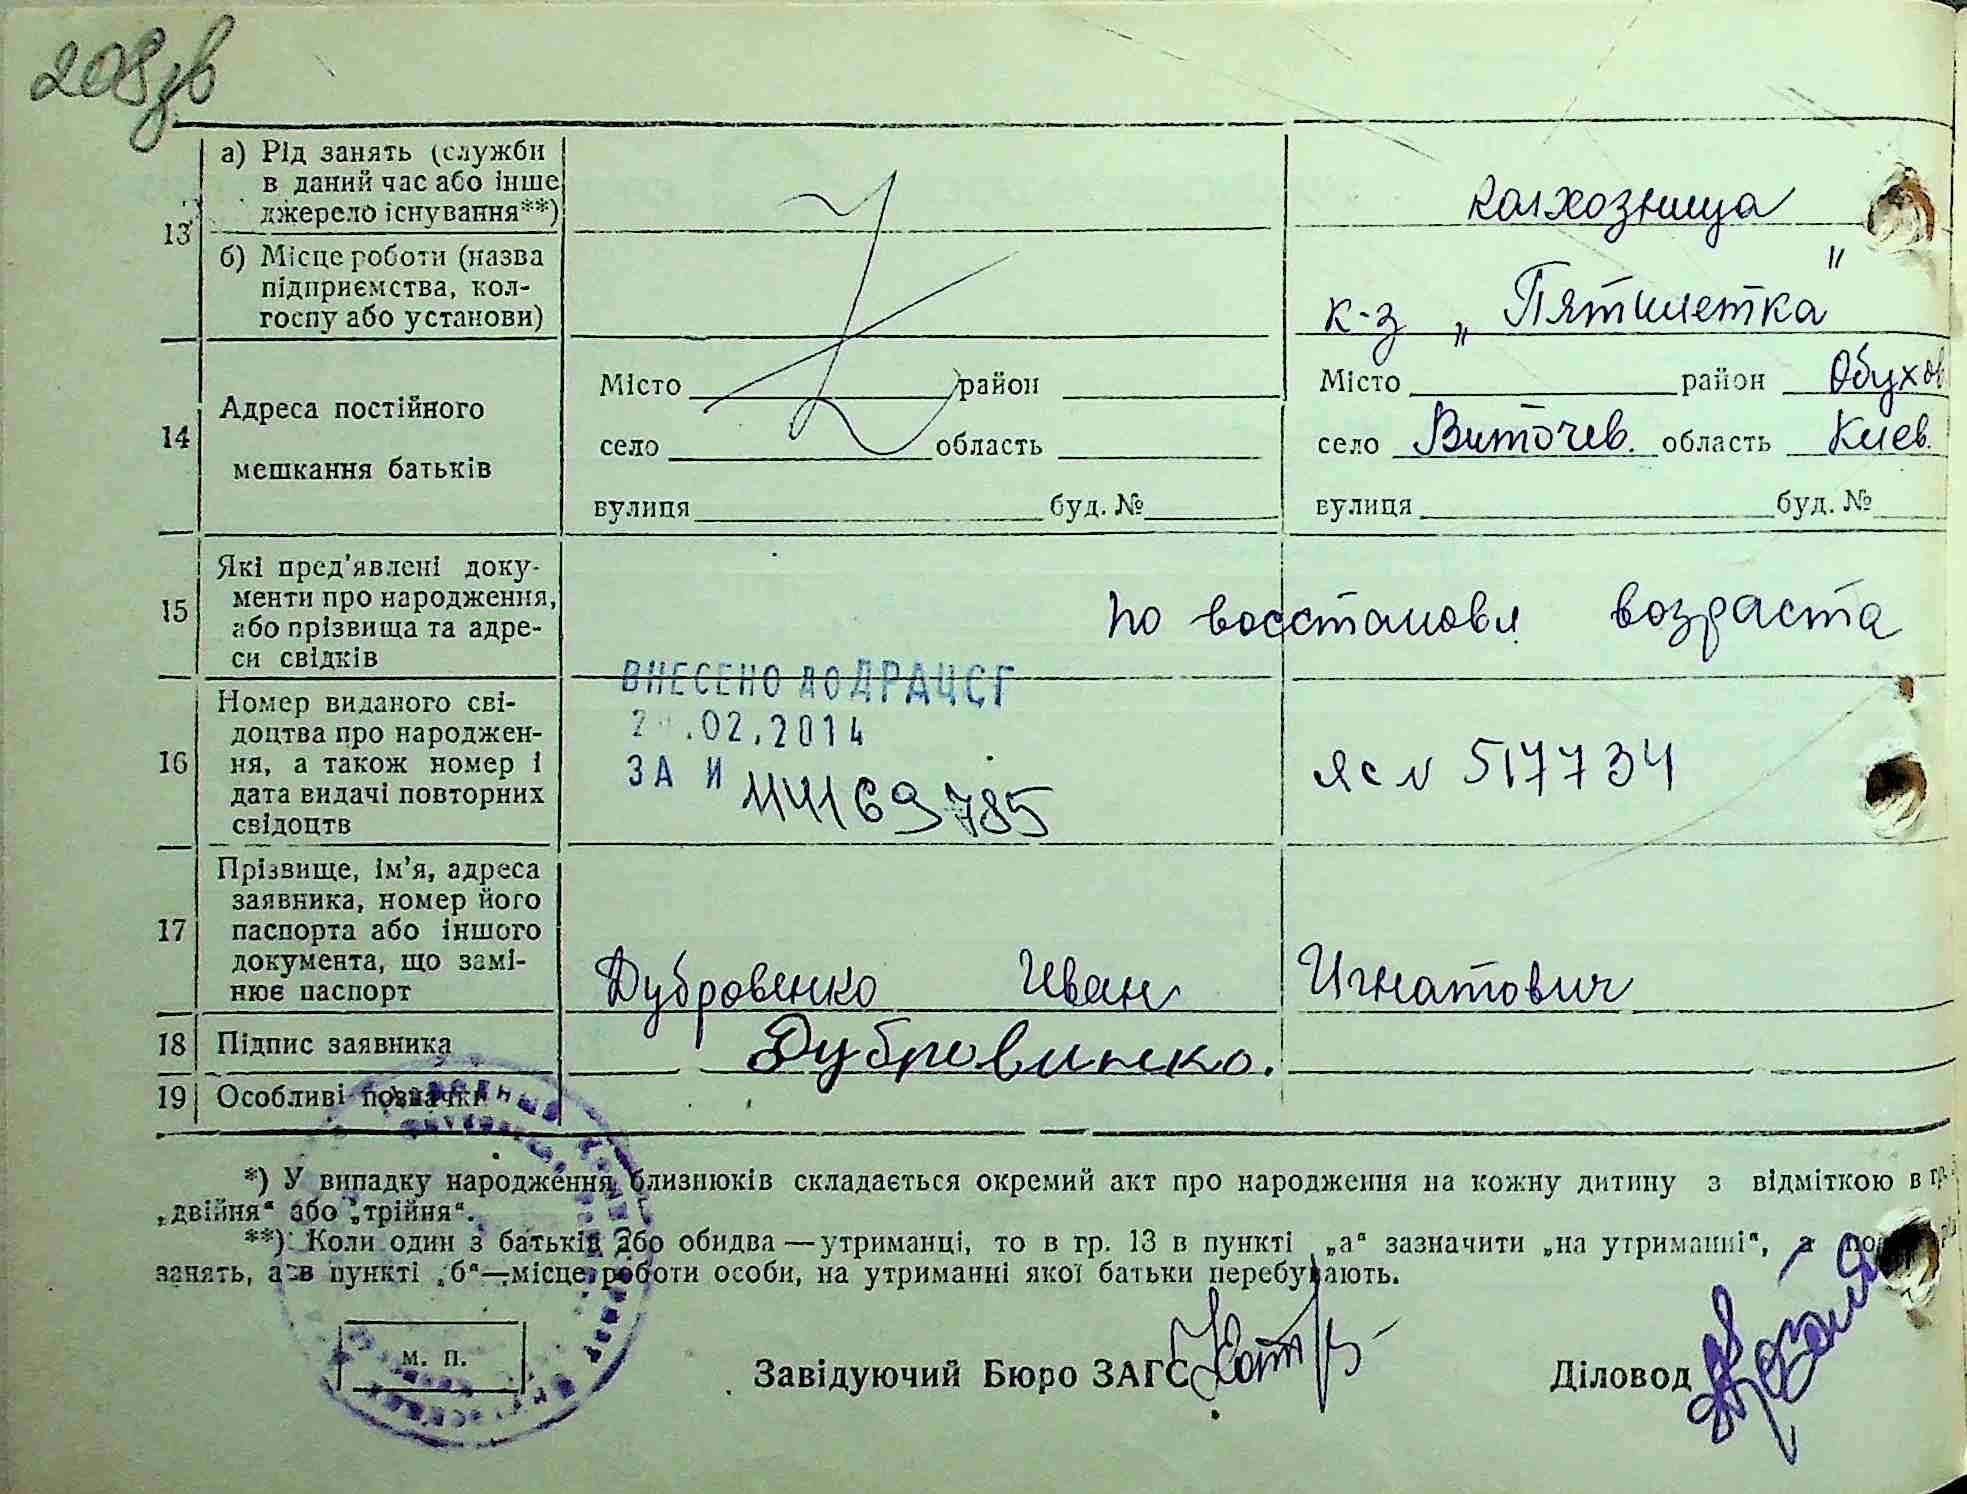 208зв
13
а) Рід занять (служби
в даний час або інше
джерело існування**)
колхозница
б) Місце роботи (назва
підприємства, кол-
госпу або установи)
к-з „Пятилетка"
14
Адреса постійного
мешкання батьків
Місто район
село область
вулиця буд. №
Місто район Обухов
село Витачев. область Киев.
вулиця буд. №
15
Які пред'явлені доку-
менти про народження,
або прізвища та адре-
си свідків
по восстановл возраста
16
Номер виданого сві-
доцтва про народжен-
ня, а також номер і
дата видачі повторних
свідоцтв
ВНЕСЕНО до ДРАЦСГ
2 .02.2014
ЗА И
яс N 517734
17
Прізвище, ім'я, адреса
заявника, номер його
паспорта або іншого
документа, що замі-
нює паспорт
Дубровенко Иван Игнатович
18 Підпис заявника
Дубровинко.
19 Особливі позначки
*) У випадку народження близнюків складається окремий акт про народження на кожну дитину з відміткою в гр.
„двійня" або „трійня".
**) Коли один з батьків або обидва — утриманці, то в гр. 13 в пункті „а" зазначити „на утриманні", а
занять, а в пункті „б"—місце роботи особи, на утриманні якої батьки перебувають.
М. П.
Завідуючий Бюро ЗАГС
Діловод